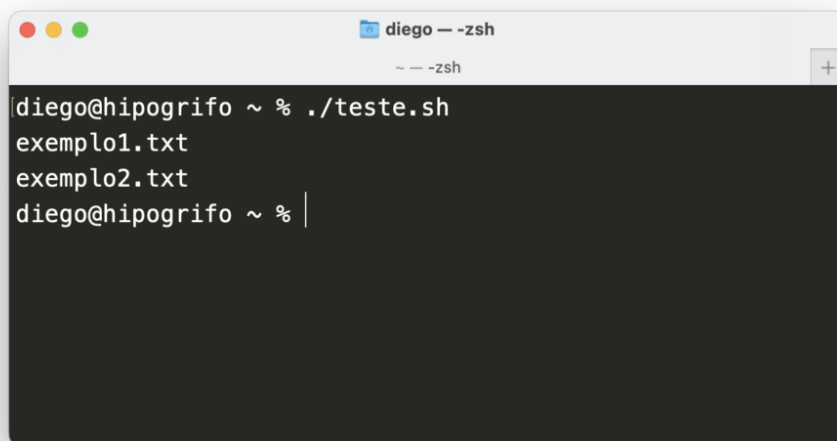 diego — -zsh
~ — -zsh
+
[diego@hipogrifo ~ % ./teste.sh
exemplo1.txt
exemplo2.txt
diego@hipogrifo ~ %